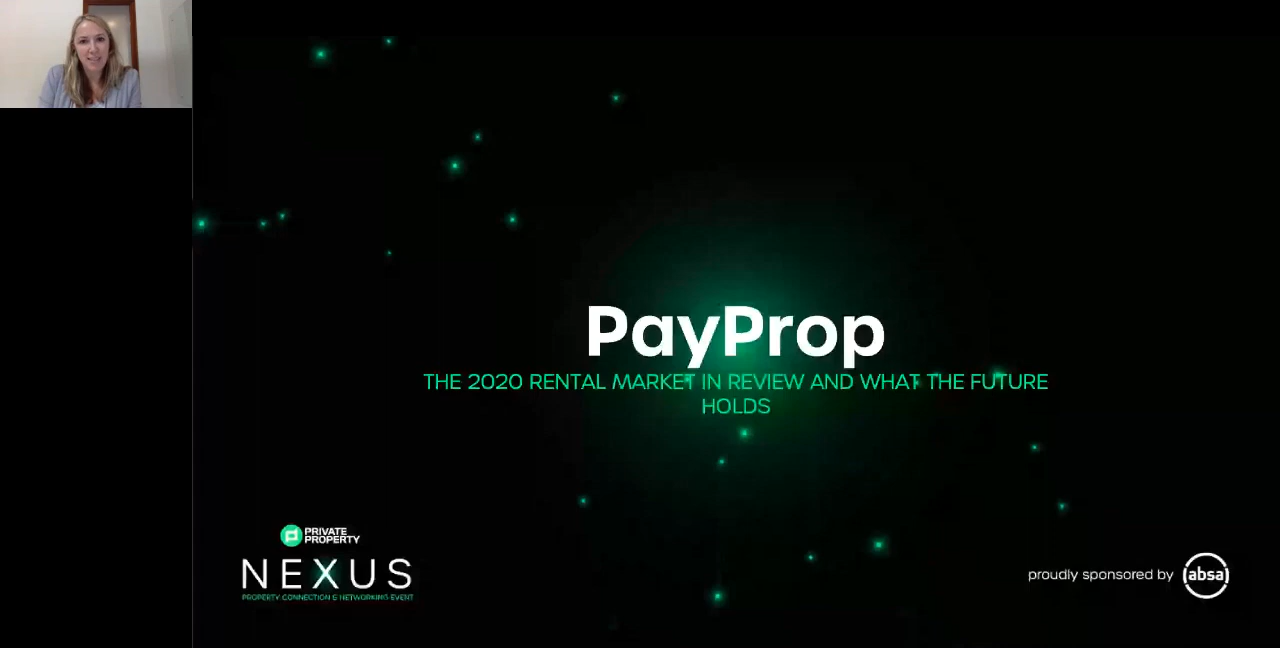 PayProp
THE 2020 RENTAL MARKET IN REVIEW AND WHAT THE FUTURE
HOLDS
PRIVATE
PROPERTY
NEXUS
PROPERTY CONNECTION & NETWORKING EVENT
proudly sponsored by (absa)